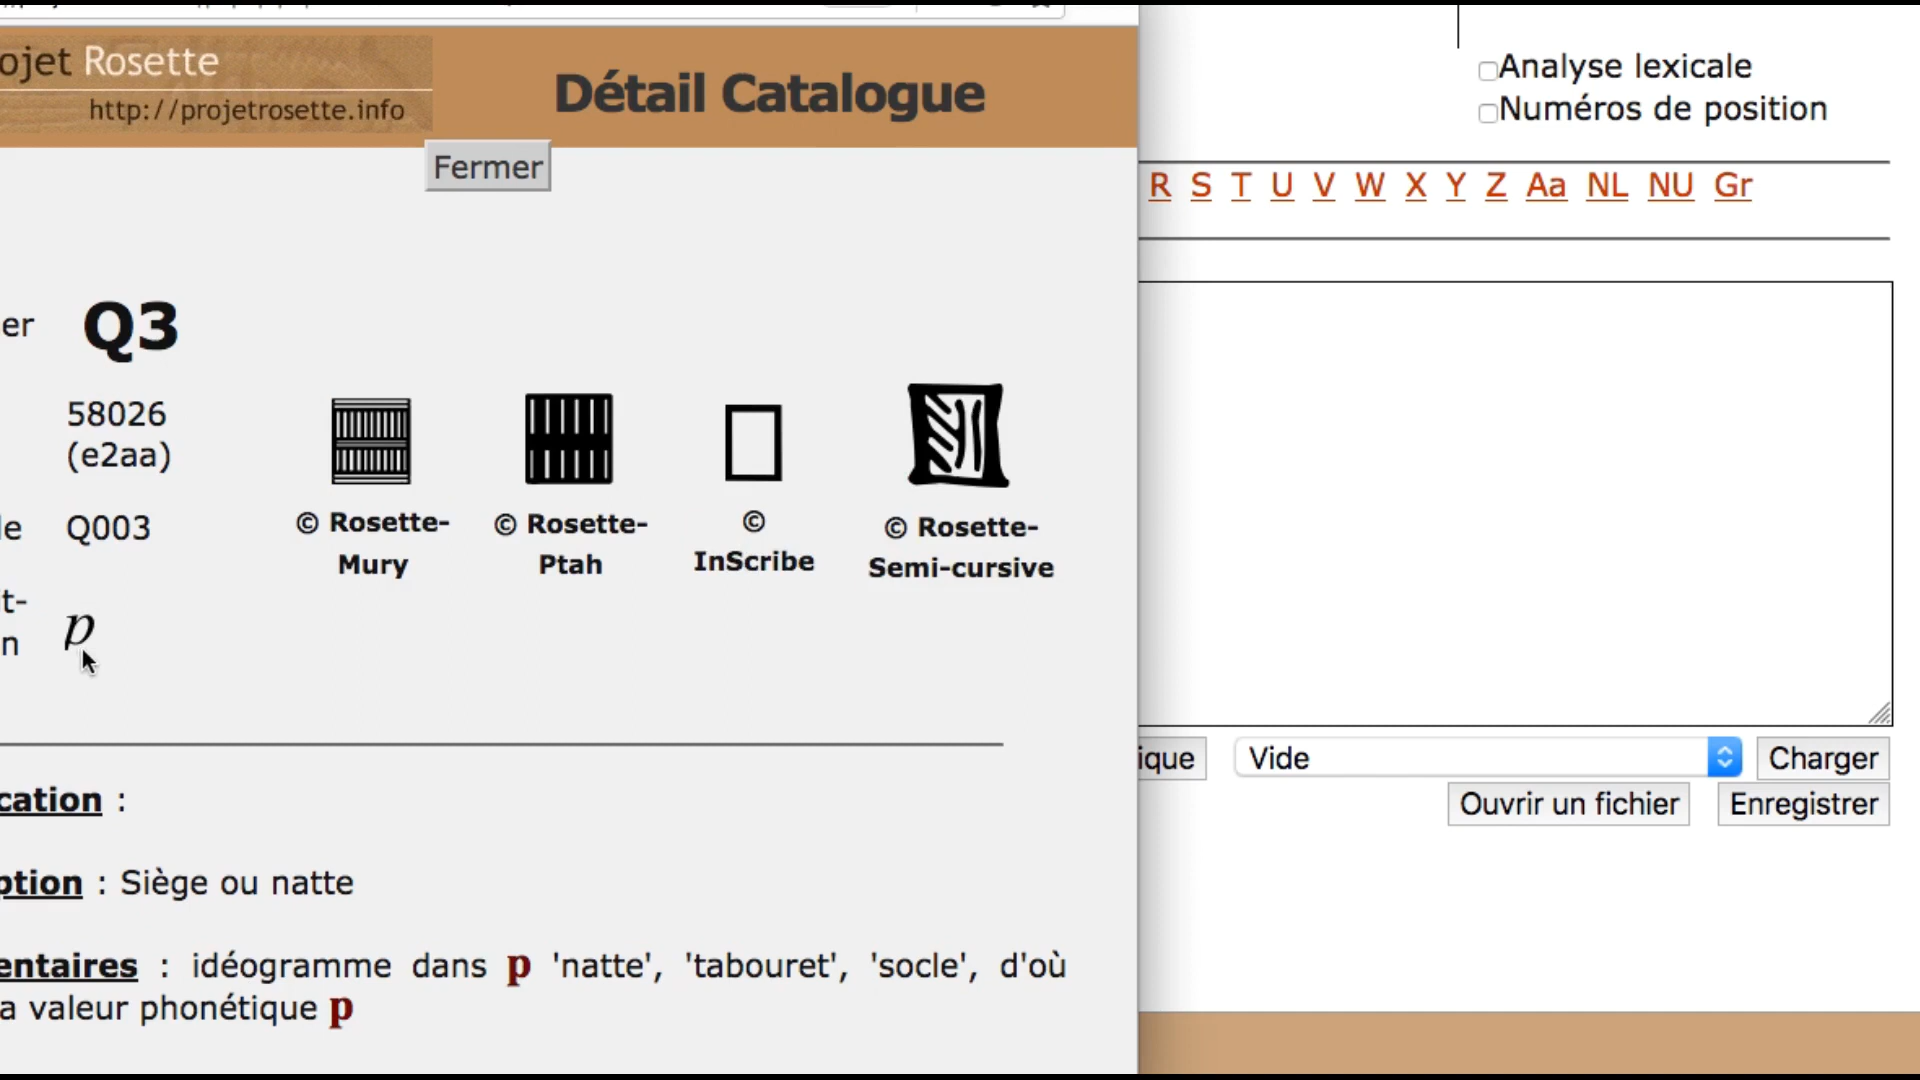 ojet Rosette
http://projetrosette.info
Détail Catalogue
Fermer
er Q3
58026
(e2aa)
le Q003
t-
n p
© Rosette-
Mury
© Rosette-
Ptah
©
InScribe
© Rosette-
Semi-cursive
cation :
ption : Siège ou natte
entaires : idéogramme dans p 'natte', 'tabouret', 'socle', d'où
a valeur phonétique p
Analyse lexicale
Numéros de position
R S T U V W X Y Z Aa NL NU Gr
ique Vide Charger
Ouvrir un fichier Enregistrer